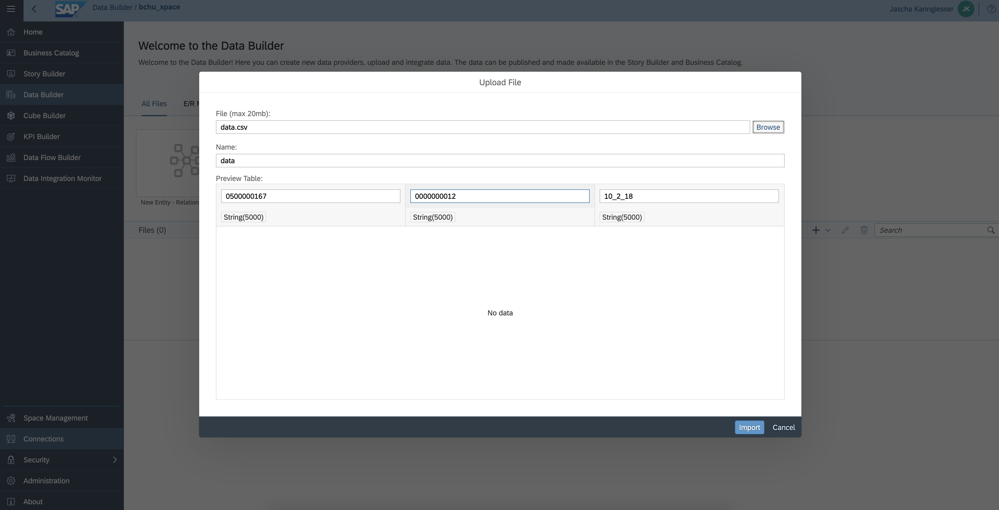 SAP
Data Builder / bchu_space
Jascha Kanngiesser
JK
Home
Business Catalog
Story Builder
Data Builder
Cube Builder
KPI Builder
Data Flow Builder
Data Integration Monitor
Space Management
Connections
Security
Administration
About
Welcome to the Data Builder
Welcome to the Data Builder! Here you can create new data providers, upload and integrate data. The data can be published and made available in the Story Builder and Business Catalog.
All Files
E/R
New Entity - Relation
Files (0)
Search
Upload File
File (max 20mb):
data.csv
Browse
Name:
data
Preview Table:
0500000167
0000000012
10_2_18
String(5000)
String(5000)
String(5000)
No data
Import
Cancel